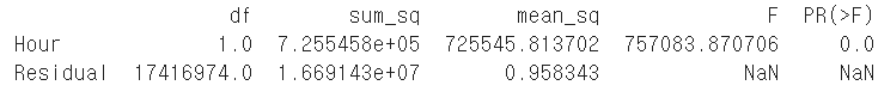 df sum_sq mean_sq F PR(>F)
Hour 1.0 7.255458e+05 725545.813702 757083.870706 0.0
Residual 17416974.0 1.669143e+07 0.958343 NaN NaN